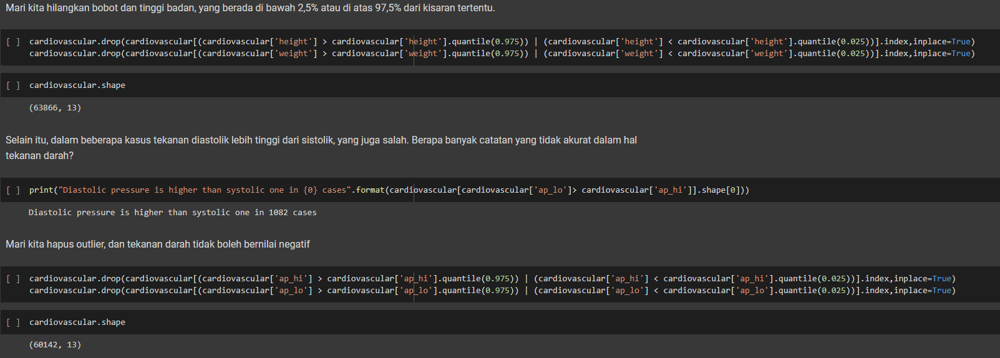 Mari kita hilangkan bobot dan tinggi badan, yang berada di bawah 2,5% atau di atas 97,5% dari kisaran tertentu.
[ ] cardiovascular.drop(cardiovascular[(cardiovascular['height'] > cardiovascular['height'].quantile(0.975)) | (cardiovascular['height'] < cardiovascular['height'].quantile(0.025))].index,inplace=True)
cardiovascular.drop(cardiovascular[(cardiovascular['weight'] > cardiovascular['weight'].quantile(0.975)) | (cardiovascular['weight'] < cardiovascular['weight'].quantile(0.025))].index,inplace=True)
[ ] cardiovascular.shape
(63866, 13)
Selain itu, dalam beberapa kasus tekanan diastolik lebih tinggi dari sistolik, yang juga salah. Berapa banyak catatan yang tidak akurat dalam hal
tekanan darah?
[ ] print("Diastolic pressure is higher than systolic one in {0} cases".format(cardiovascular[cardiovascular['ap_lo']> cardiovascular['ap_hi']].shape[0]))
Diastolic pressure is higher than systolic one in 1082 cases
Mari kita hapus outlier, dan tekanan darah tidak boleh bernilai negatif
[ ] cardiovascular.drop(cardiovascular[(cardiovascular['ap_hi'] > cardiovascular['ap_hi'].quantile(0.975)) | (cardiovascular['ap_hi'] < cardiovascular['ap_hi'].quantile(0.025))].index,inplace=True)
cardiovascular.drop(cardiovascular[(cardiovascular['ap_lo'] > cardiovascular['ap_lo'].quantile(0.975)) | (cardiovascular['ap_lo'] < cardiovascular['ap_lo'].quantile(0.025))].index,inplace=True)
[ ] cardiovascular.shape
(60142, 13)